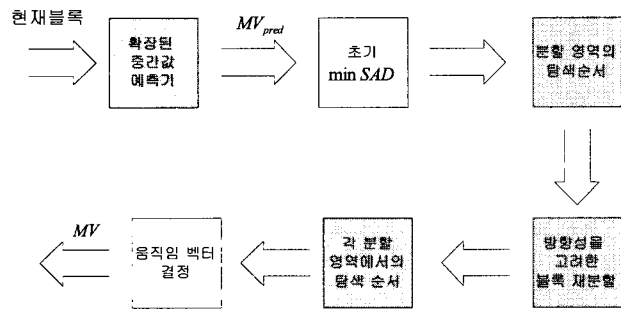 현재블록
확장된
중간값
예측기
MVpred
초기
min SAD
분할 영역의
탐색순서
방향성을
고려한
블록 재분할
각 분할
영역에서의
탐색 순서
움직임 벡터
결정
MV